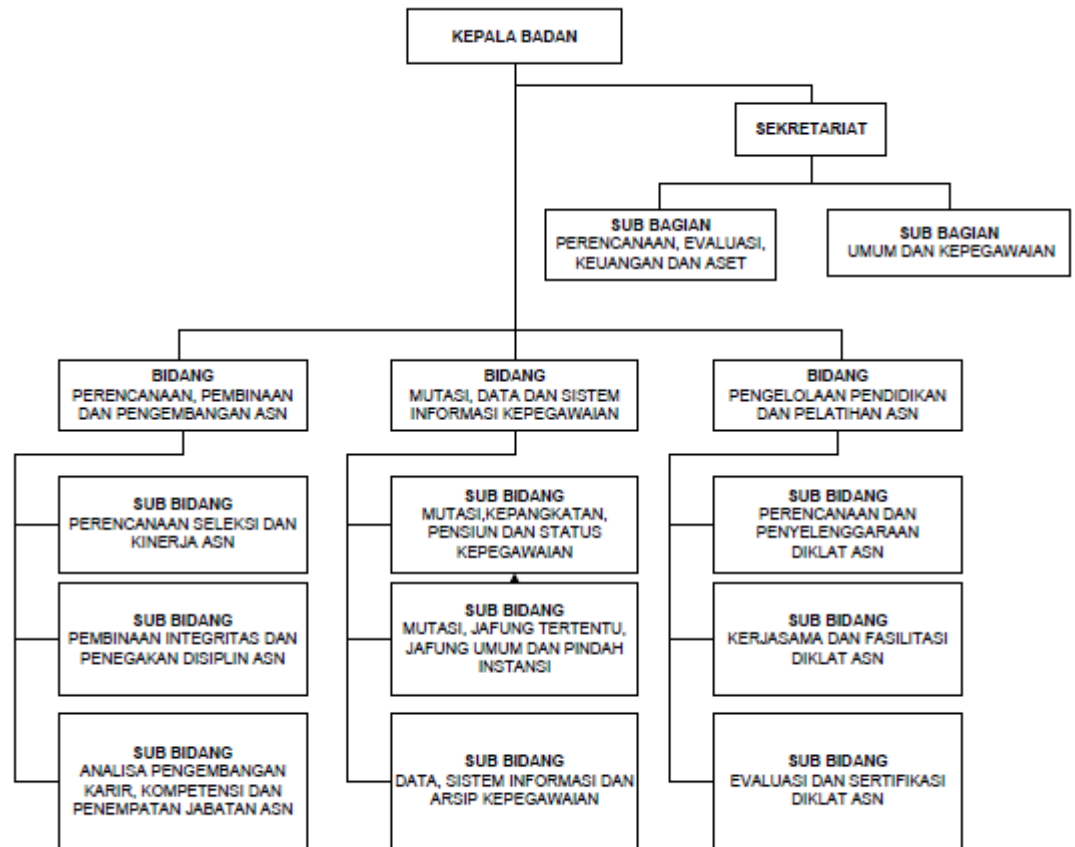 KEPALA BADAN
SEKRETARIAT
SUB BAGIAN
PERENCANAAN, EVALUASI,
KEUANGAN DAN ASET
SUB BAGIAN
UMUM DAN KEPEGAWAIAN
BIDANG
PERENCANAAN, PEMBINAAN
DAN PENGEMBANGAN ASN
BIDANG
MUTASI, DATA DAN SISTEM
INFORMASI KEPEGAWAIAN
BIDANG
PENGELOLAAN PENDIDIKAN
DAN PELATIHAN ASN
SUB BIDANG
PERENCANAAN SELEKSI DAN
KINERJA ASN
SUB BIDANG
MUTASI,KEPANGKATAN,
PENSIUN DAN STATUS
KEPEGAWAIAN
SUB BIDANG
PERENCANAAN DAN
PENYELENGGARAAN
DIKLAT ASN
SUB BIDANG
PEMBINAAN INTEGRITAS DAN
PENEGAKAN DISIPLIN ASN
SUB BIDANG
MUTASI, JAFUNG TERTENTU,
JAFUNG UMUM DAN PINDAH
INSTANSI
SUB BIDANG
KERJASAMA DAN FASILITASI
DIKLAT ASN
SUB BIDANG
ANALISA PENGEMBANGAN
KARIR, KOMPETENSI DAN
PENEMPATAN JABATAN ASN
SUB BIDANG
DATA, SISTEM INFORMASI DAN
ARSIP KEPEGAWAIAN
SUB BIDANG
EVALUASI DAN SERTIFIKASI
DIKLAT ASN